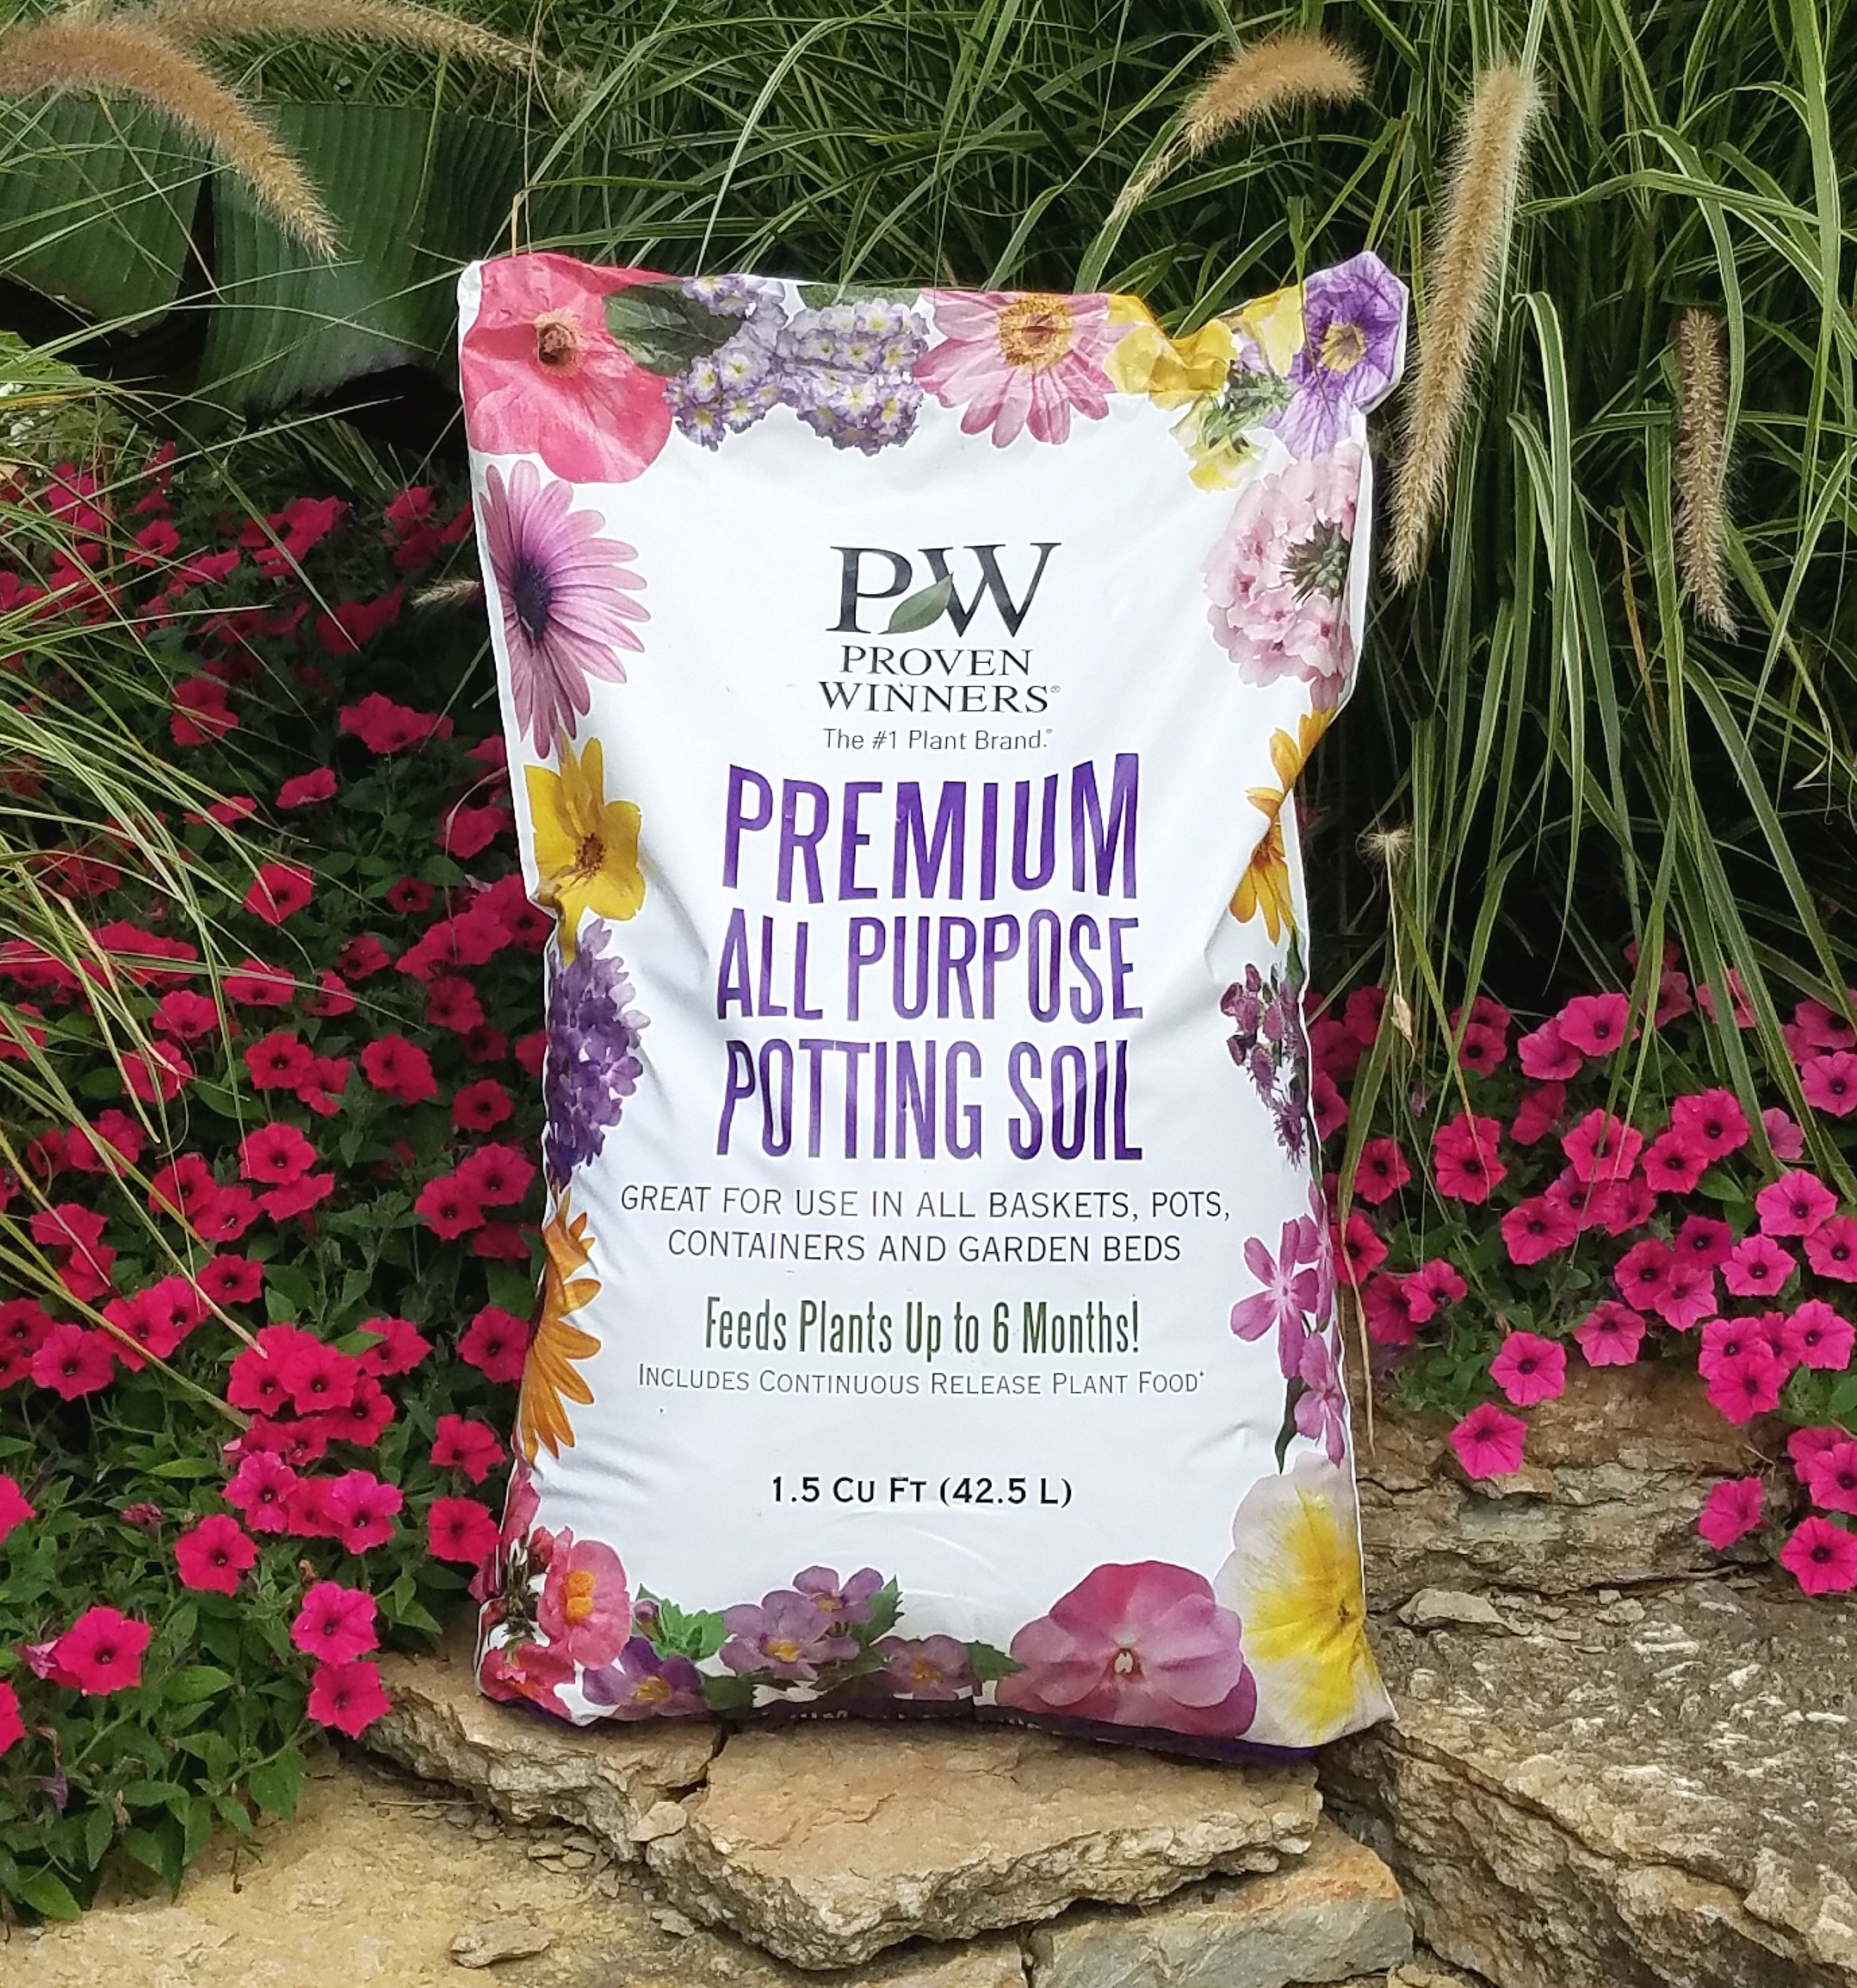 PW
PROVEN
WINNERS®
The #1 Plant Brand.®
PREMIUM
ALL PURPOSE
POTTING SOIL
GREAT FOR USE IN ALL BASKETS, POTS,
CONTAINERS AND GARDEN BEDS
Feeds Plants Up to 6 Months!
INCLUDES CONTINUOUS RELEASE PLANT FOOD*
1.5 CU FT (42.5 L)